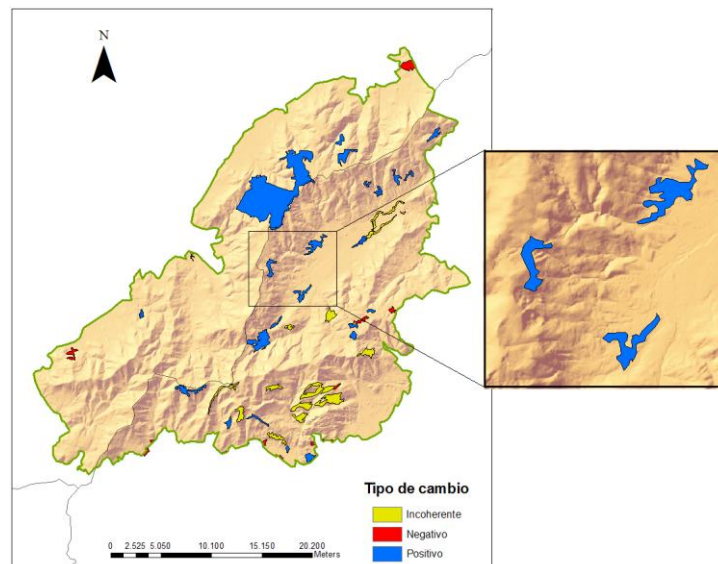 N
Tipo de cambio
Incoherente
Negativo
Positivo
0 2.525 5.050 10.100 15.150 20.200
Meters